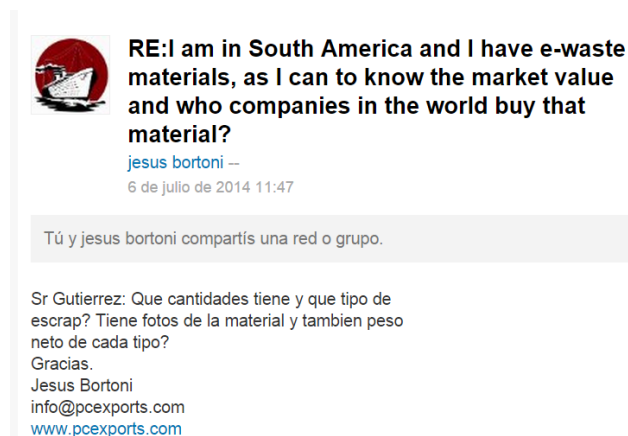 RE:I am in South America and I have e-waste
materials, as I can to know the market value
and who companies in the world buy that
material?
jesus bortoni --
6 de julio de 2014 11:47
Tú y jesus bortoni compartís una red o grupo.
Sr Gutierrez: Que cantidades tiene y que tipo de
escrap? Tiene fotos de la material y tambien peso
neto de cada tipo?
Gracias.
Jesus Bortoni
info@pcexports.com
www.pcexports.com